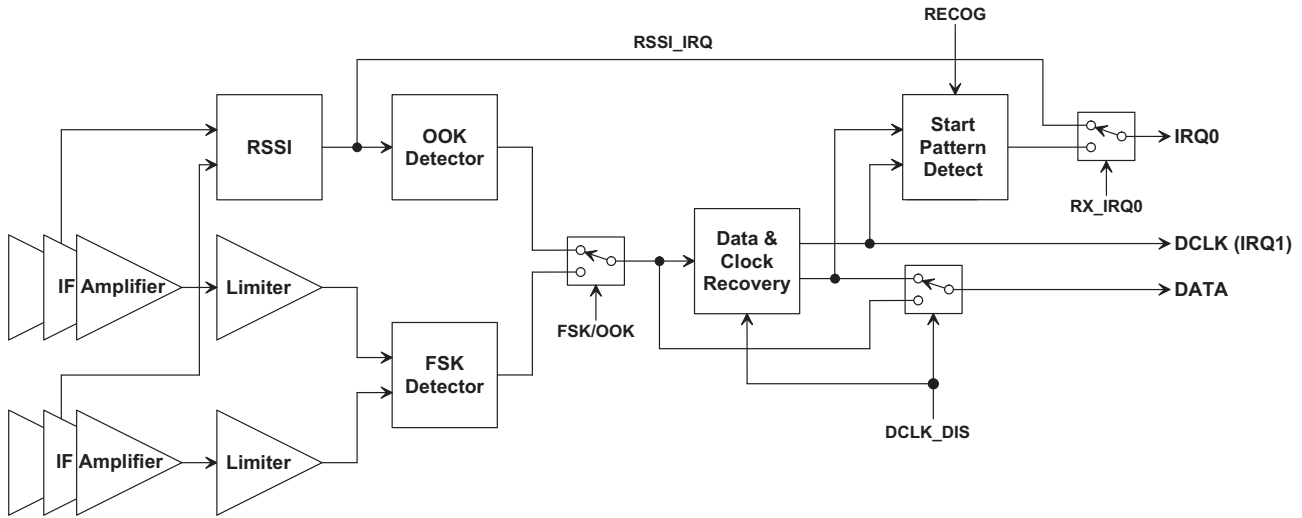 RECOG
RSSI_IRQ
RSSI
OOK
Detector
Start
Pattern
Detect
IRQ0
RX_IRQ0
IF Amplifier
Limiter
Data &
Clock
Recovery
DCLK (IRQ1)
DATA
FSK/OOK
FSK
Detector
DCLK_DIS
IF Amplifier
Limiter